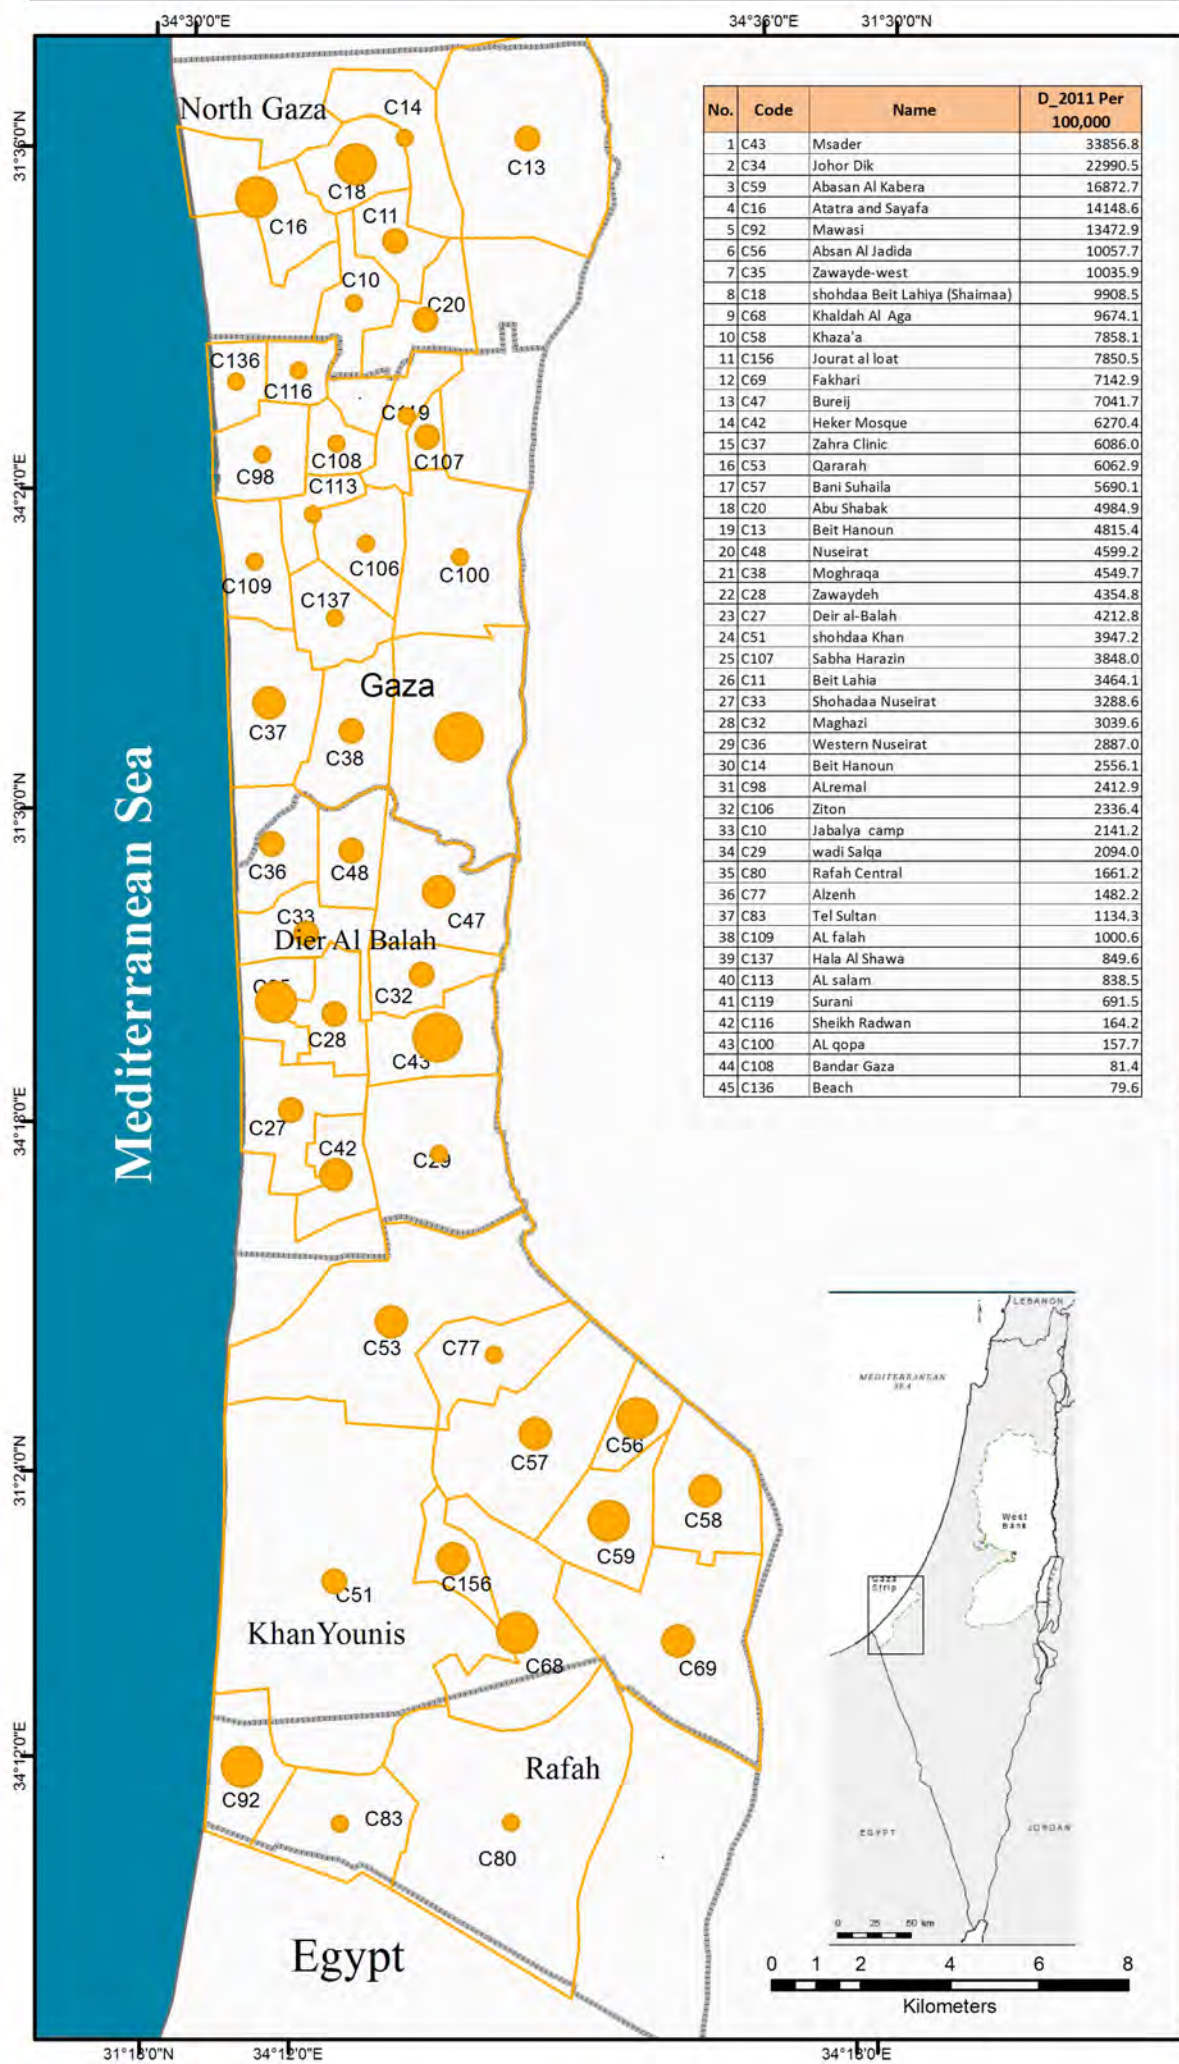 34°30'0"E
34°36'0"E
31°30'0"N
31°36'0"N
34°24'0"E
31°30'0"N
34°18'0"E
31°24'0"N
34°12'0"E
North Gaza
C14
C13
C18
C16
C11
C10
C20
C136
C116
C119
C98
C108
C107
C113
C109
C106
C100
C137
Gaza
C37
C38
Mediterranean Sea
C36
C48
C47
C33
Dier Al Balah
C32
C28
C43
C27
C42
C29
C53
C77
C57
C56
C58
C59
C156
C51
KhanYounis
C68
C69
Rafah
C92
C83
C80
Egypt
No. Code Name D_2011 Per
100,000
1 C43 Msader 33856.8
2 C34 Johor Dik 22990.5
3 C59 Abasan Al Kabera 16872.7
4 C16 Atatra and Sayafa 14148.6
5 C92 Mawasi 13472.9
6 C56 Absan Al Jadida 10057.7
7 C35 Zawayde-west 10035.9
8 C18 shohdaa Beit Lahiya (Shaimaa) 9908.5
9 C68 Khaldah Al Aga 9674.1
10 C58 Khaza'a 7858.1
11 C156 Jourat al loat 7850.5
12 C69 Fakhari 7142.9
13 C47 Bureij 7041.7
14 C42 Heker Mosque 6270.4
15 C37 Zahra Clinic 6086.0
16 C53 Qararah 6062.9
17 C57 Bani Suhaila 5690.1
18 C20 Abu Shabak 4984.9
19 C13 Beit Hanoun 4815.4
20 C48 Nuseirat 4599.2
21 C38 Moghraqa 4549.7
22 C28 Zawaydeh 4354.8
23 C27 Deir al-Balah 4212.8
24 C51 shohdaa Khan 3947.2
25 C107 Sabha Harazin 3848.0
26 C11 Beit Lahia 3464.1
27 C33 Shohadaa Nuseirat 3288.6
28 C32 Maghazi 3039.6
29 C36 Western Nuseirat 2887.0
30 C14 Beit Hanoun 2556.1
31 C98 ALremal 2412.9
32 C106 Ziton 2336.4
33 C10 Jabalya camp 2141.2
34 C29 wadi Salqa 2094.0
35 C80 Rafah Central 1661.2
36 C77 Alzenh 1482.2
37 C83 Tel Sultan 1134.3
38 C109 AL falah 1000.6
39 C137 Hala Al Shawa 849.6
40 C113 AL salam 838.5
41 C119 Surani 691.5
42 C116 Sheikh Radwan 164.2
43 C100 AL qopa 157.7
44 C108 Bandar Gaza 81.4
45 C136 Beach 79.6
LEBANON
MEDITERRANEAN
SEA
West
Bank
Gaza
Strip
EGYPT
JORDAN
0 25 50 km
0 1 2 4 6 8
Kilometers
31°18'0"N
34°12'0"E
34°18'0"E